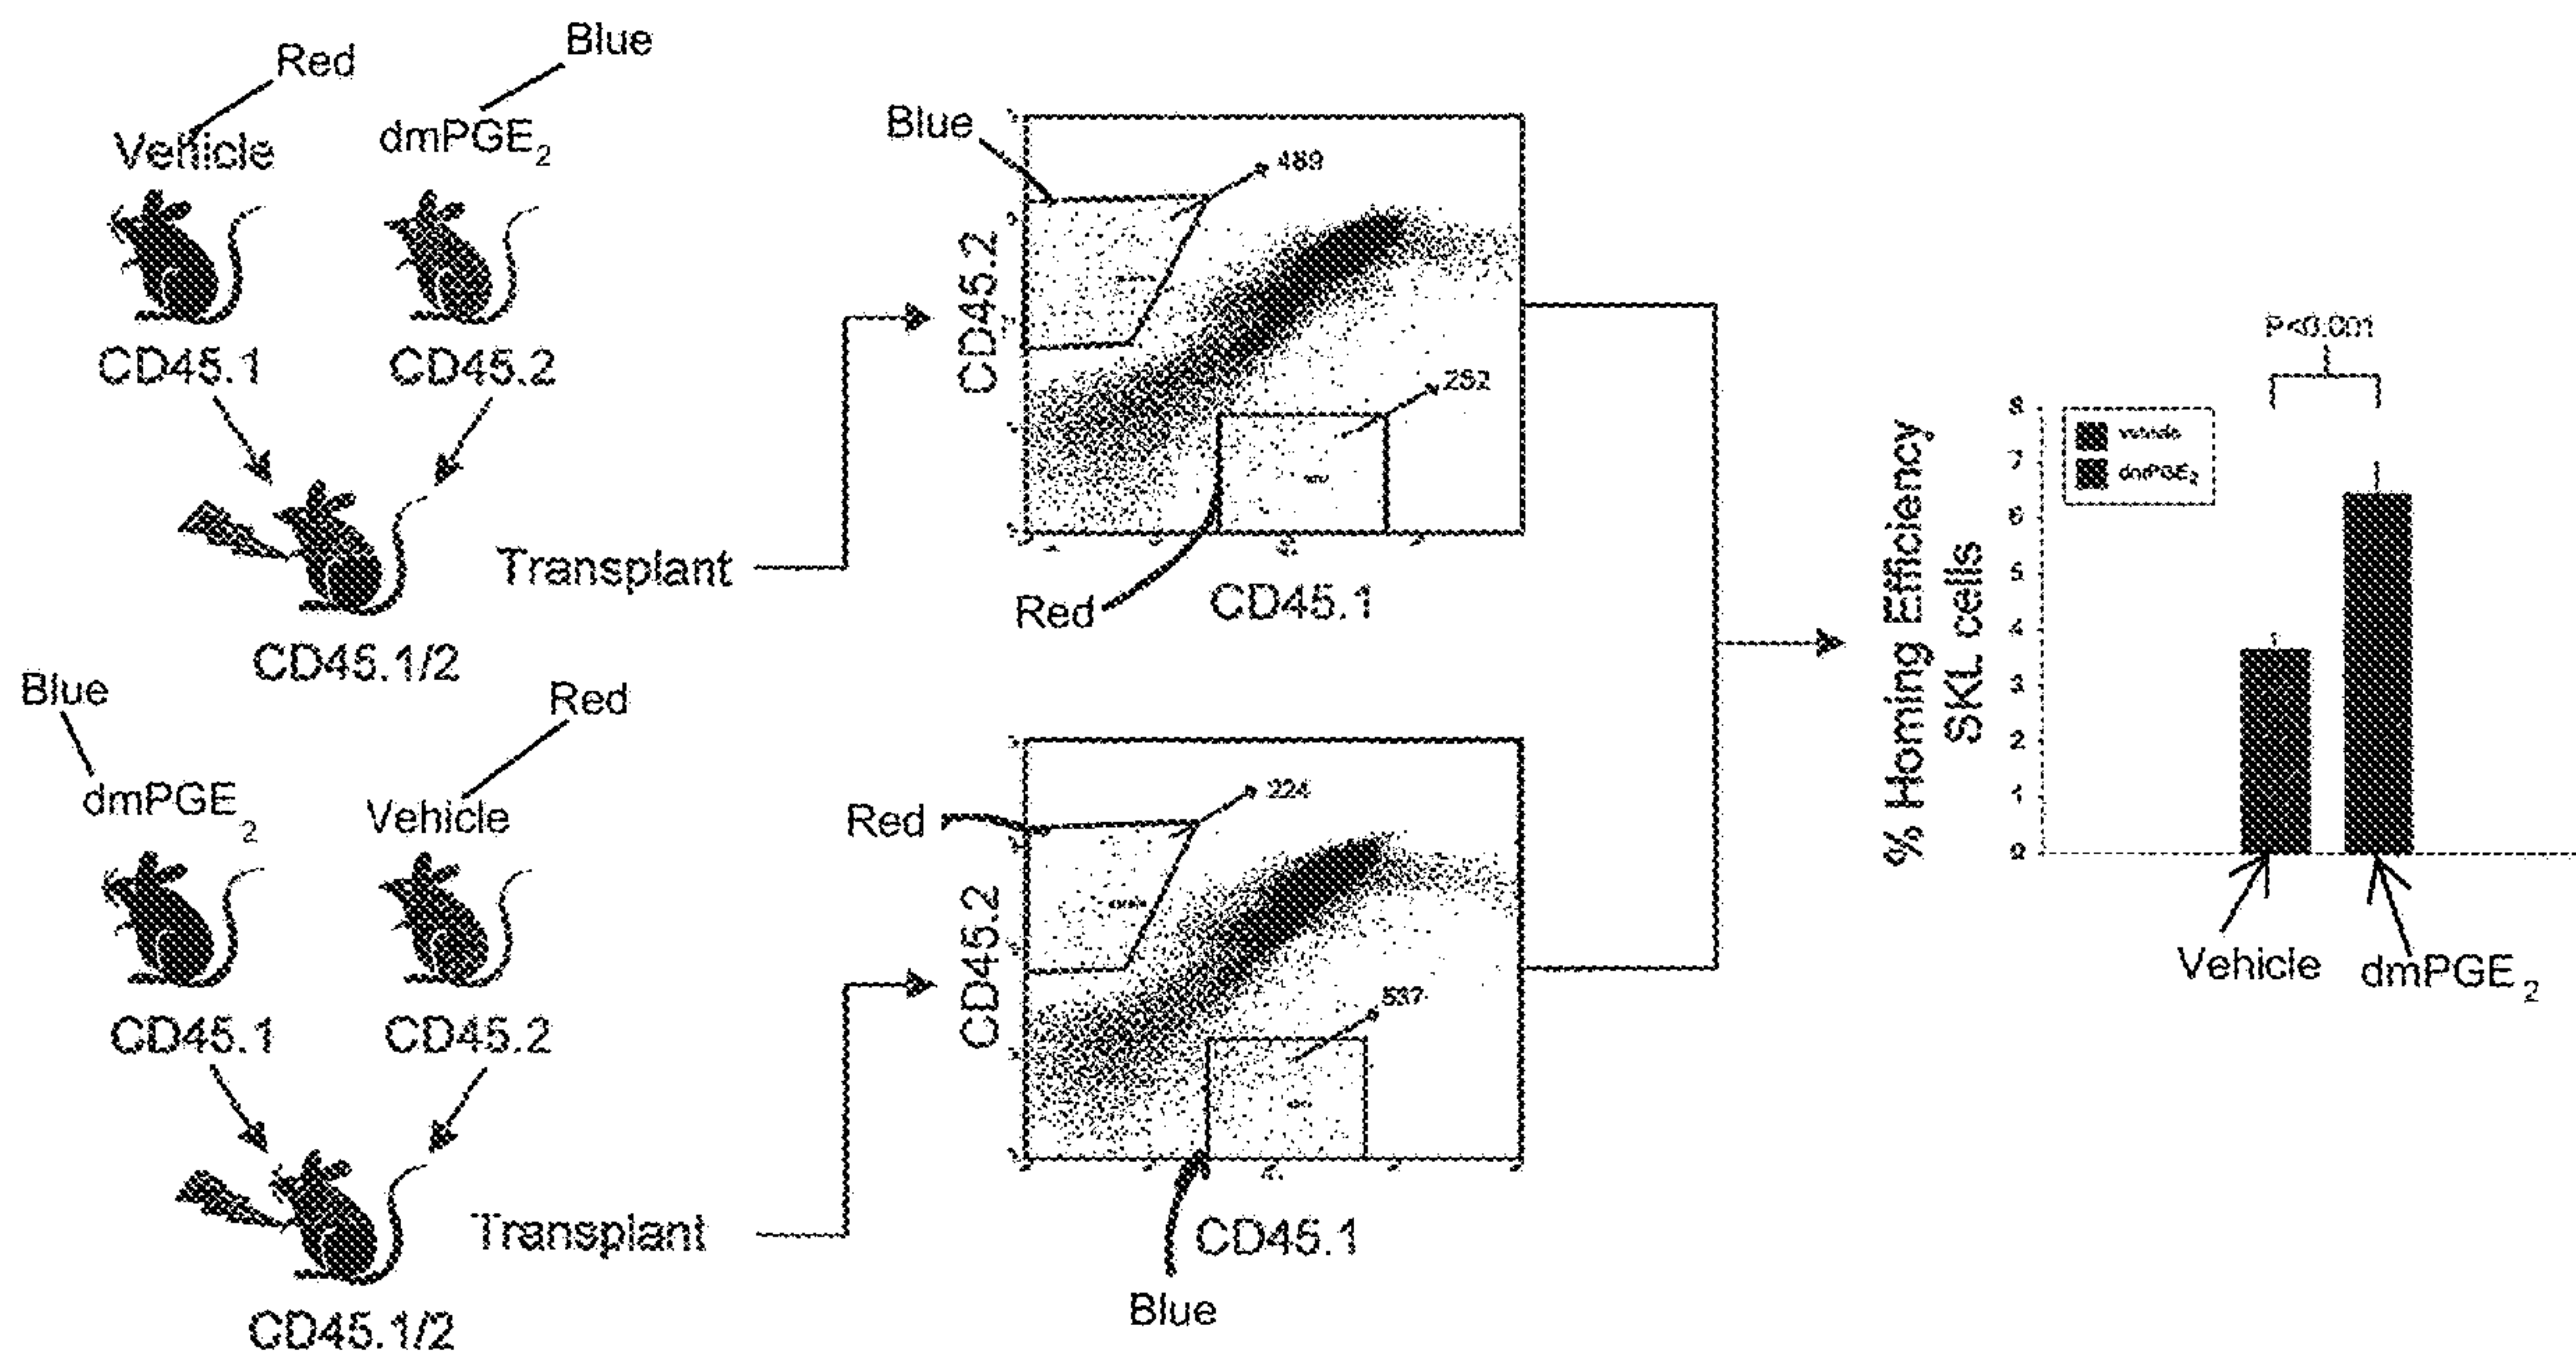 Red
Blue
Vehicle
dmPGE2
CD45.1
CD45.2
Transplant
CD45.1/2
Blue
Red
dmPGE2
Vehicle
CD45.1
CD45.2
Transplant
CD45.1/2
Blue
489
CD45.2
252
Red
CD45.1
Red
224
CD45.2
537
CD45.1
Blue
P<0.001
% Homing Efficiency
SKL cells
8
7
6
5
4
3
2
1
0
vehicle
dmPGE2
Vehicle
dmPGE2